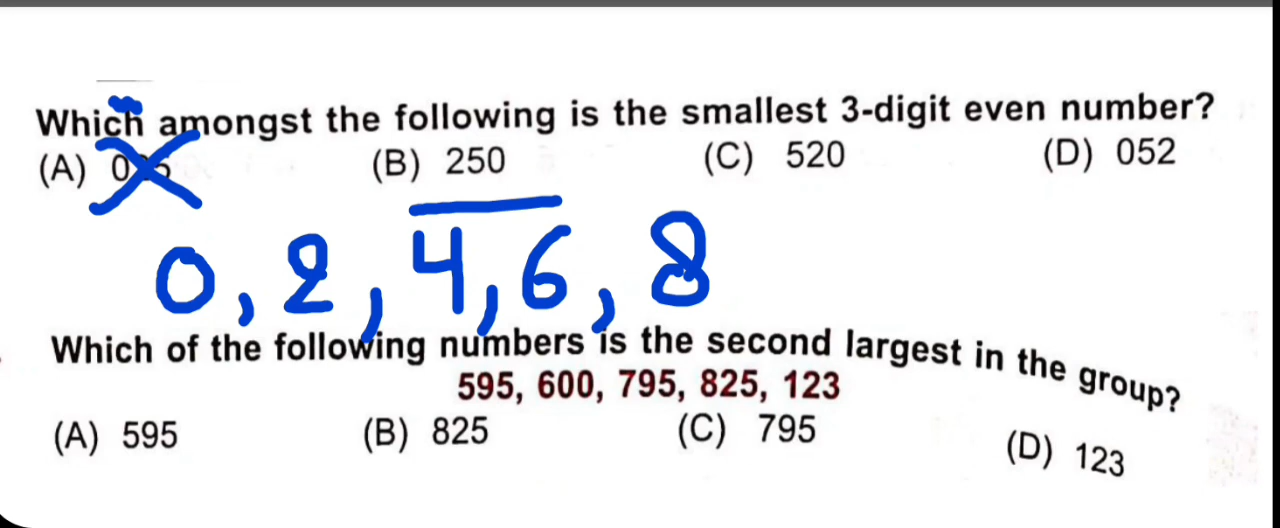 Which amongst the following is the smallest 3-digit even number?
(A) (B) 250 (C) 520 (D) 052
0, 2, 4, 6, 8
Which of the following numbers is the second largest in the group?
595, 600, 795, 825, 123
(A) 595 (B) 825 (C) 795 (D) 123